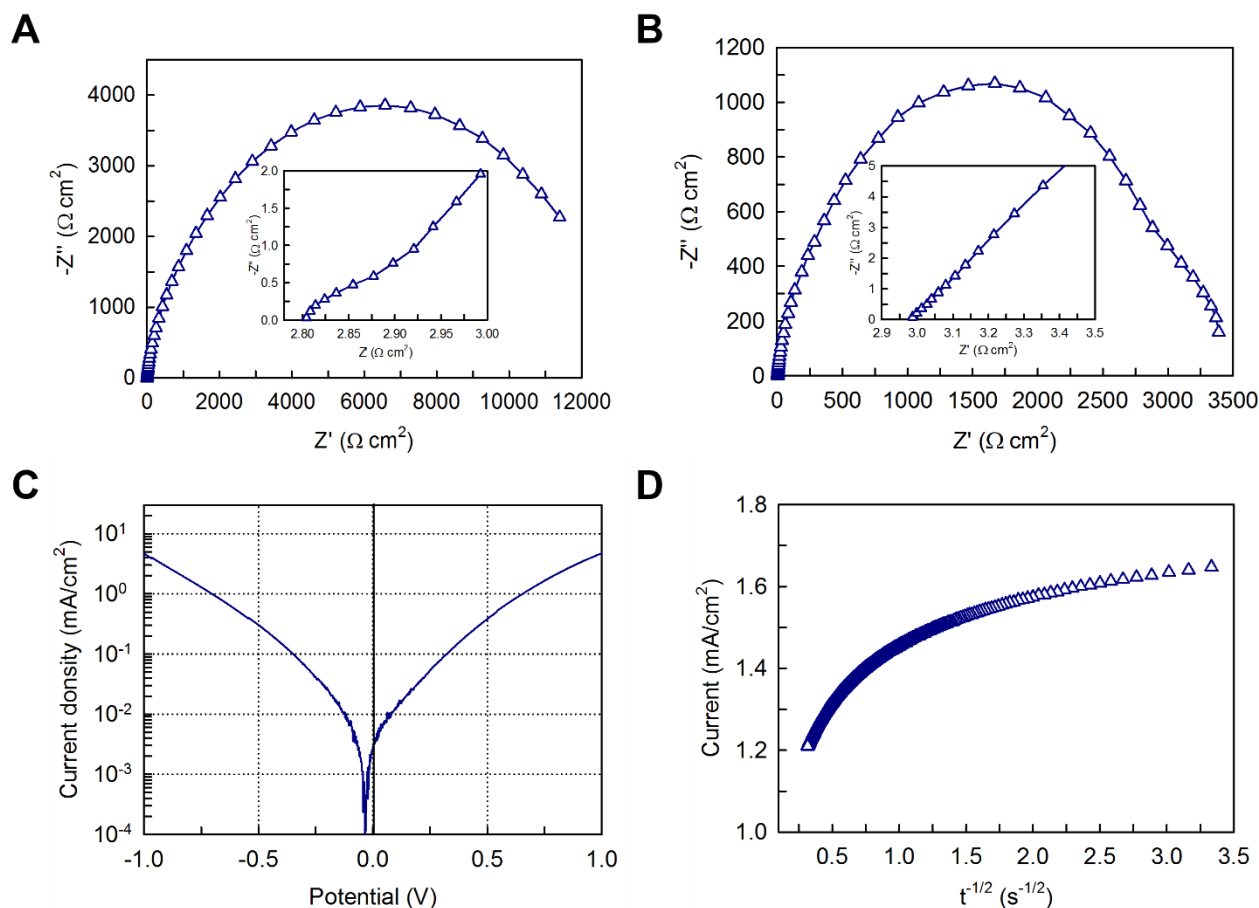 A
4000
3000
2000
1000
0
-Z'' (Ω cm²)
0 2000 4000 6000 8000 10000 12000
Z' (Ω cm²)
2.0
1.5
1.0
0.5
0.0
-Z'' (Ω cm²)
2.80 2.85 2.90 2.95 3.00
Z (Ω cm²)
B
1200
1000
800
600
400
200
0
-Z'' (Ω cm²)
0 500 1000 1500 2000 2500 3000 3500
Z' (Ω cm²)
5
4
3
2
1
0
-Z'' (Ω cm²)
2.9 3.0 3.1 3.2 3.3 3.4 3.5
Z' (Ω cm²)
C
10¹
10⁰
10⁻¹
10⁻²
10⁻³
10⁻⁴
Current donsity (mA/cm²)
-1.0 -0.5 0.0 0.5 1.0
Potential (V)
D
1.8
1.6
1.4
1.2
1.0
Current (mA/cm²)
0.5 1.0 1.5 2.0 2.5 3.0 3.5
t⁻¹/² (s⁻¹/²)